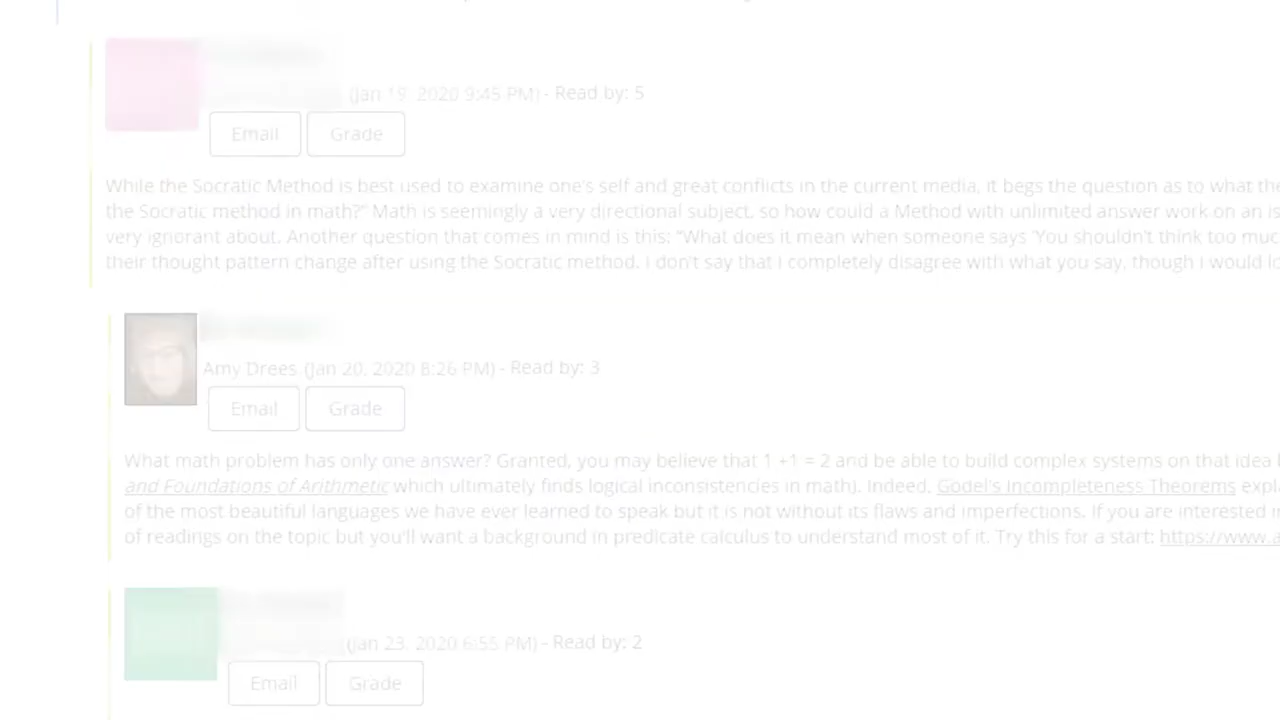 (Jan 19, 2020 9:45 PM) - Read by: 5
Email Grade
While the Socratic Method is best used to examine one's self and great conflicts in the current media, it begs the question as to what the
the Socratic method in math?" Math is seemingly a very directional subject, so how could a Method with unlimited answer work on an is
very ignorant about. Another question that comes in mind is this: "What does it mean when someone says 'You shouldn't think too muc
their thought pattern change after using the Socratic method. I don't say that I completely disagree with what you say, though I would lo
Amy Drees (Jan 20, 2020 8:26 PM) - Read by: 3
Email Grade
What math problem has only one answer? Granted, you may believe that 1 +1 = 2 and be able to build complex systems on that idea
and Foundations of Arithmetic which ultimately finds logical inconsistencies in math). Indeed, Godel's Incompleteness Theorems expla
of the most beautiful languages we have ever learned to speak but it is not without its flaws and imperfections. If you are interested
of readings on the topic but you'll want a background in predicate calculus to understand most of it. Try this for a start: https://www.a
(Jan 23, 2020 6:55 PM) - Read by: 2
Email Grade